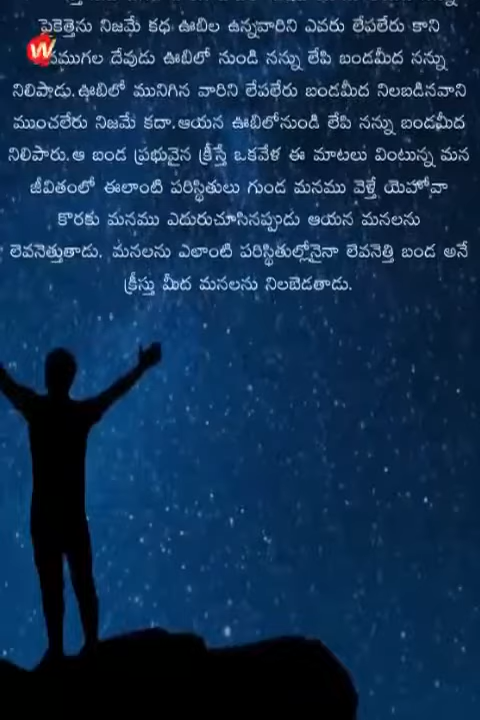 పైకెత్తెను నిజమే కధ ఊబిల ఉన్నవారిని ఎవరు లేపలేరు కాని
దేవుడు ఊబిలో నుండి నన్ను లేపి బండమీద నన్ను
నిలిపాడు.ఊబిలో మునిగిన వారిని లేపలేరు బండమీద నిలబడినవాని
ముంచలేరు నిజమే కదా.ఆయన ఊబిలోనుండి లేపి నన్ను బండమీద
నిలిపారు.ఆ బండ ప్రభువైన క్రీస్తే ఒకవేళ ఈ మాటలు వింటున్న మన
జీవితంలో ఈలాంటి పరిస్థితులు గుండ మనము వెళ్తే యెహోవా
కొరకు మనము ఎదురుచూసినప్పుడు ఆయన మనలను
లెవనెత్తుతాడు. మనలను ఎలాంటి పరిస్థితుల్లోనైనా లెవనెత్తి బండ అనే
క్రీస్తు మీద మనలను నిలబెడతాడు.